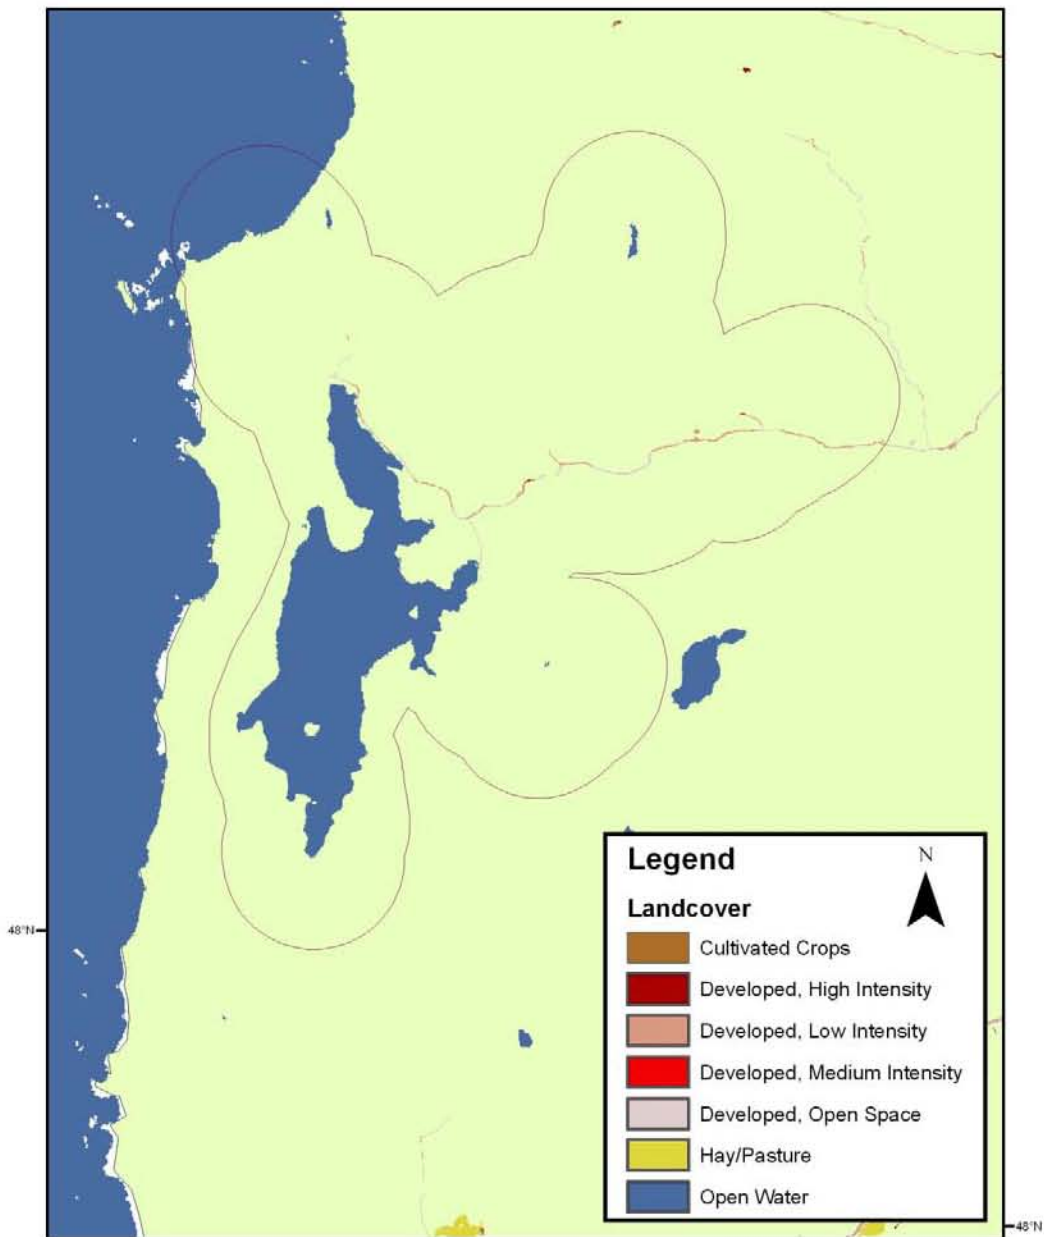 Legend
N
Landcover
Cultivated Crops
Developed, High Intensity
Developed, Low Intensity
Developed, Medium Intensity
Developed, Open Space
Hay/Pasture
Open Water
48°N
48°N